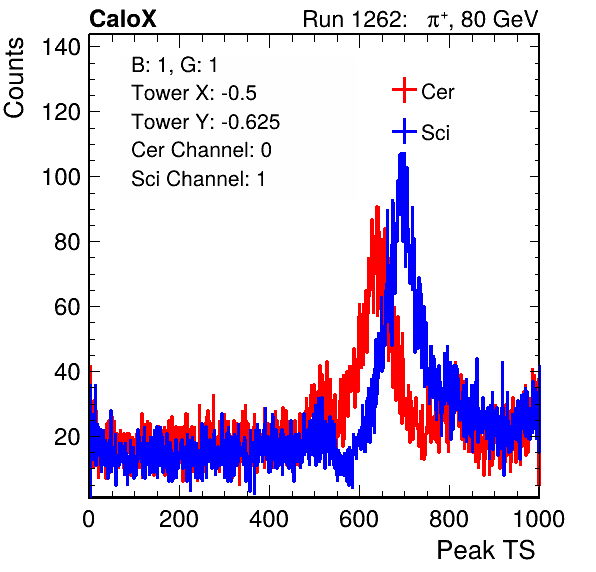 CaloX Run 1262: π⁺, 80 GeV
Counts
B: 1, G: 1
Tower X: -0.5
Tower Y: -0.625
Cer Channel: 0
Sci Channel: 1
Cer
Sci
140
120
100
80
60
40
20
0 200 400 600 800 1000
Peak TS